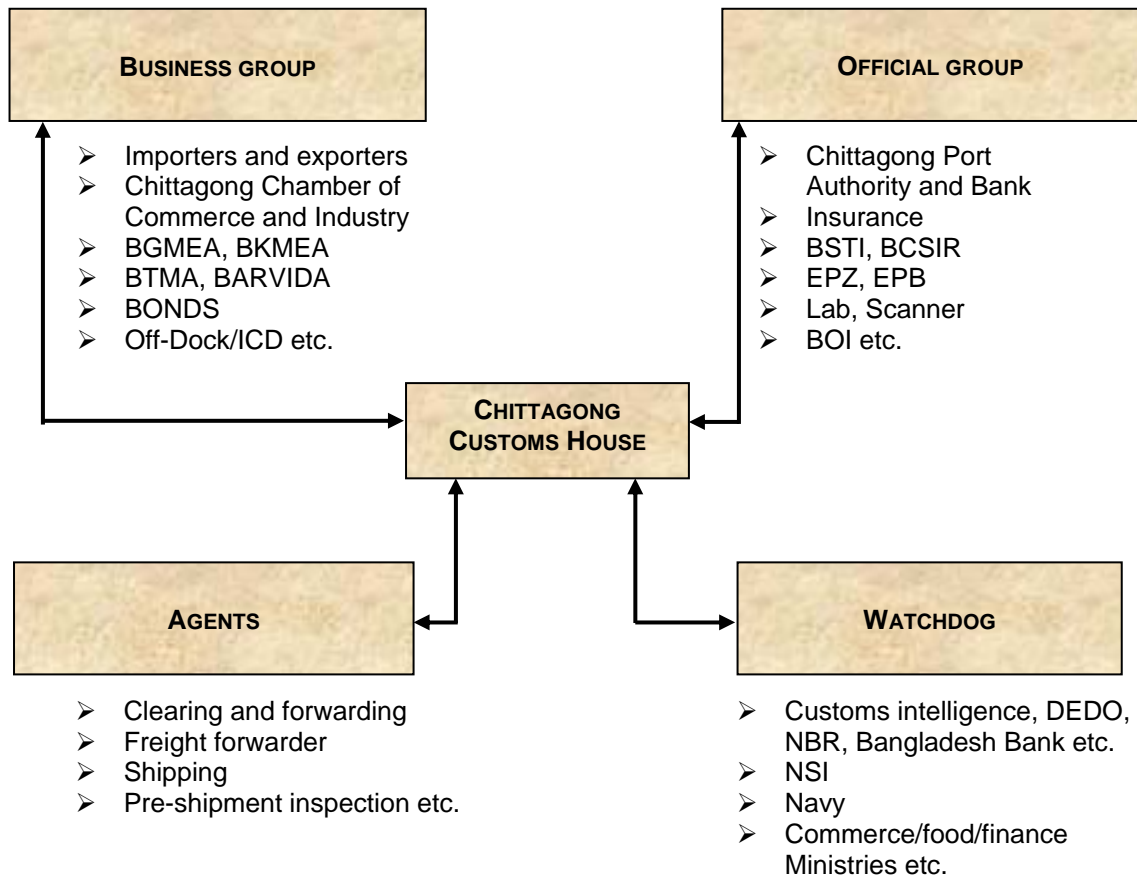 BUSINESS GROUP
➢ Importers and exporters
➢ Chittagong Chamber of
Commerce and Industry
➢ BGMEA, BKMEA
➢ BTMA, BARVIDA
➢ BONDS
➢ Off-Dock/ICD etc.
OFFICIAL GROUP
➢ Chittagong Port
Authority and Bank
➢ Insurance
➢ BSTI, BCSIR
➢ EPZ, EPB
➢ Lab, Scanner
➢ BOI etc.
CHITTAGONG
CUSTOMS HOUSE
AGENTS
➢ Clearing and forwarding
➢ Freight forwarder
➢ Shipping
➢ Pre-shipment inspection etc.
WATCHDOG
➢ Customs intelligence, DEDO,
NBR, Bangladesh Bank etc.
➢ NSI
➢ Navy
➢ Commerce/food/finance
Ministries etc.